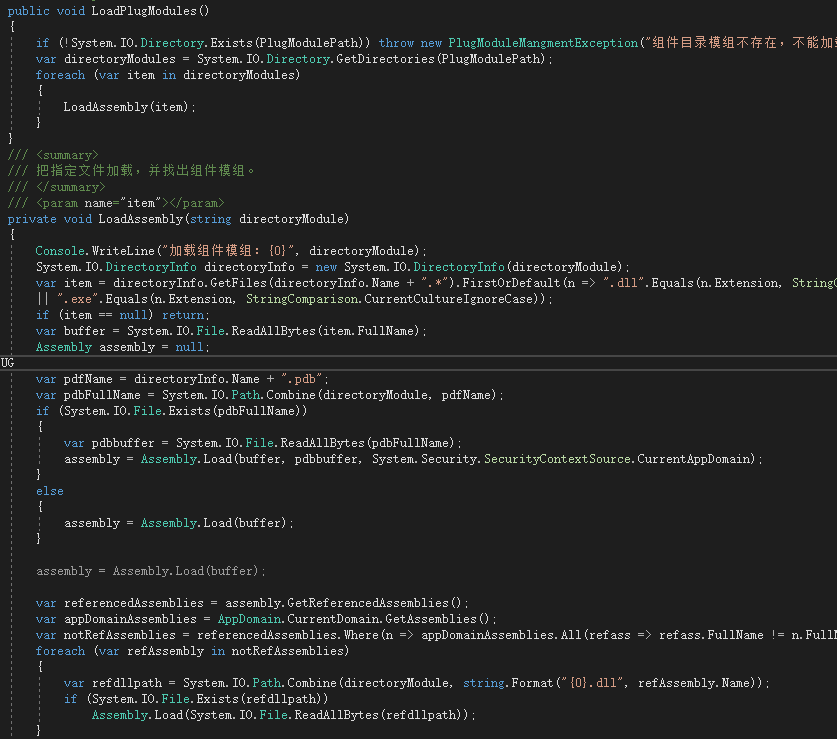 public void LoadPlugModules()
{
if (!System.IO.Directory.Exists(PlugModulePath)) throw new PlugModuleMangmentException("组件目录模组不存在，不能加
var directoryModules = System.IO.Directory.GetDirectories(PlugModulePath);
foreach (var item in directoryModules)
{
LoadAssembly(item);
}
}
/// <summary>
/// 把指定文件加载，并找出组件模组。
/// </summary>
/// <param name="item"></param>
private void LoadAssembly(string directoryModule)
{
Console.WriteLine("加载组件模组：{0}", directoryModule);
System.IO.DirectoryInfo directoryInfo = new System.IO.DirectoryInfo(directoryModule);
var item = directoryInfo.GetFiles(directoryInfo.Name + ".*").FirstOrDefault(n => ".dll".Equals(n.Extension, String
|| ".exe".Equals(n.Extension, StringComparison.CurrentCultureIgnoreCase));
if (item == null) return;
var buffer = System.IO.File.ReadAllBytes(item.FullName);
Assembly assembly = null;
UG
var pdfName = directoryInfo.Name + ".pdb";
var pdbFullName = System.IO.Path.Combine(directoryModule, pdfName);
if (System.IO.File.Exists(pdbFullName))
{
var pdbbuffer = System.IO.File.ReadAllBytes(pdbFullName);
assembly = Assembly.Load(buffer, pdbbuffer, System.Security.SecurityContextSource.CurrentAppDomain);
}
else
{
assembly = Assembly.Load(buffer);
}
assembly = Assembly.Load(buffer);
var referencedAssemblies = assembly.GetReferencedAssemblies();
var appDomainAssemblies = AppDomain.CurrentDomain.GetAssemblies();
var notRefAssemblies = referencedAssemblies.Where(n => appDomainAssemblies.All(refass => refass.FullName != n.Full
foreach (var refAssembly in notRefAssemblies)
{
var refdllpath = System.IO.Path.Combine(directoryModule, string.Format("{0}.dll", refAssembly.Name));
if (System.IO.File.Exists(refdllpath))
Assembly.Load(System.IO.File.ReadAllBytes(refdllpath));
}